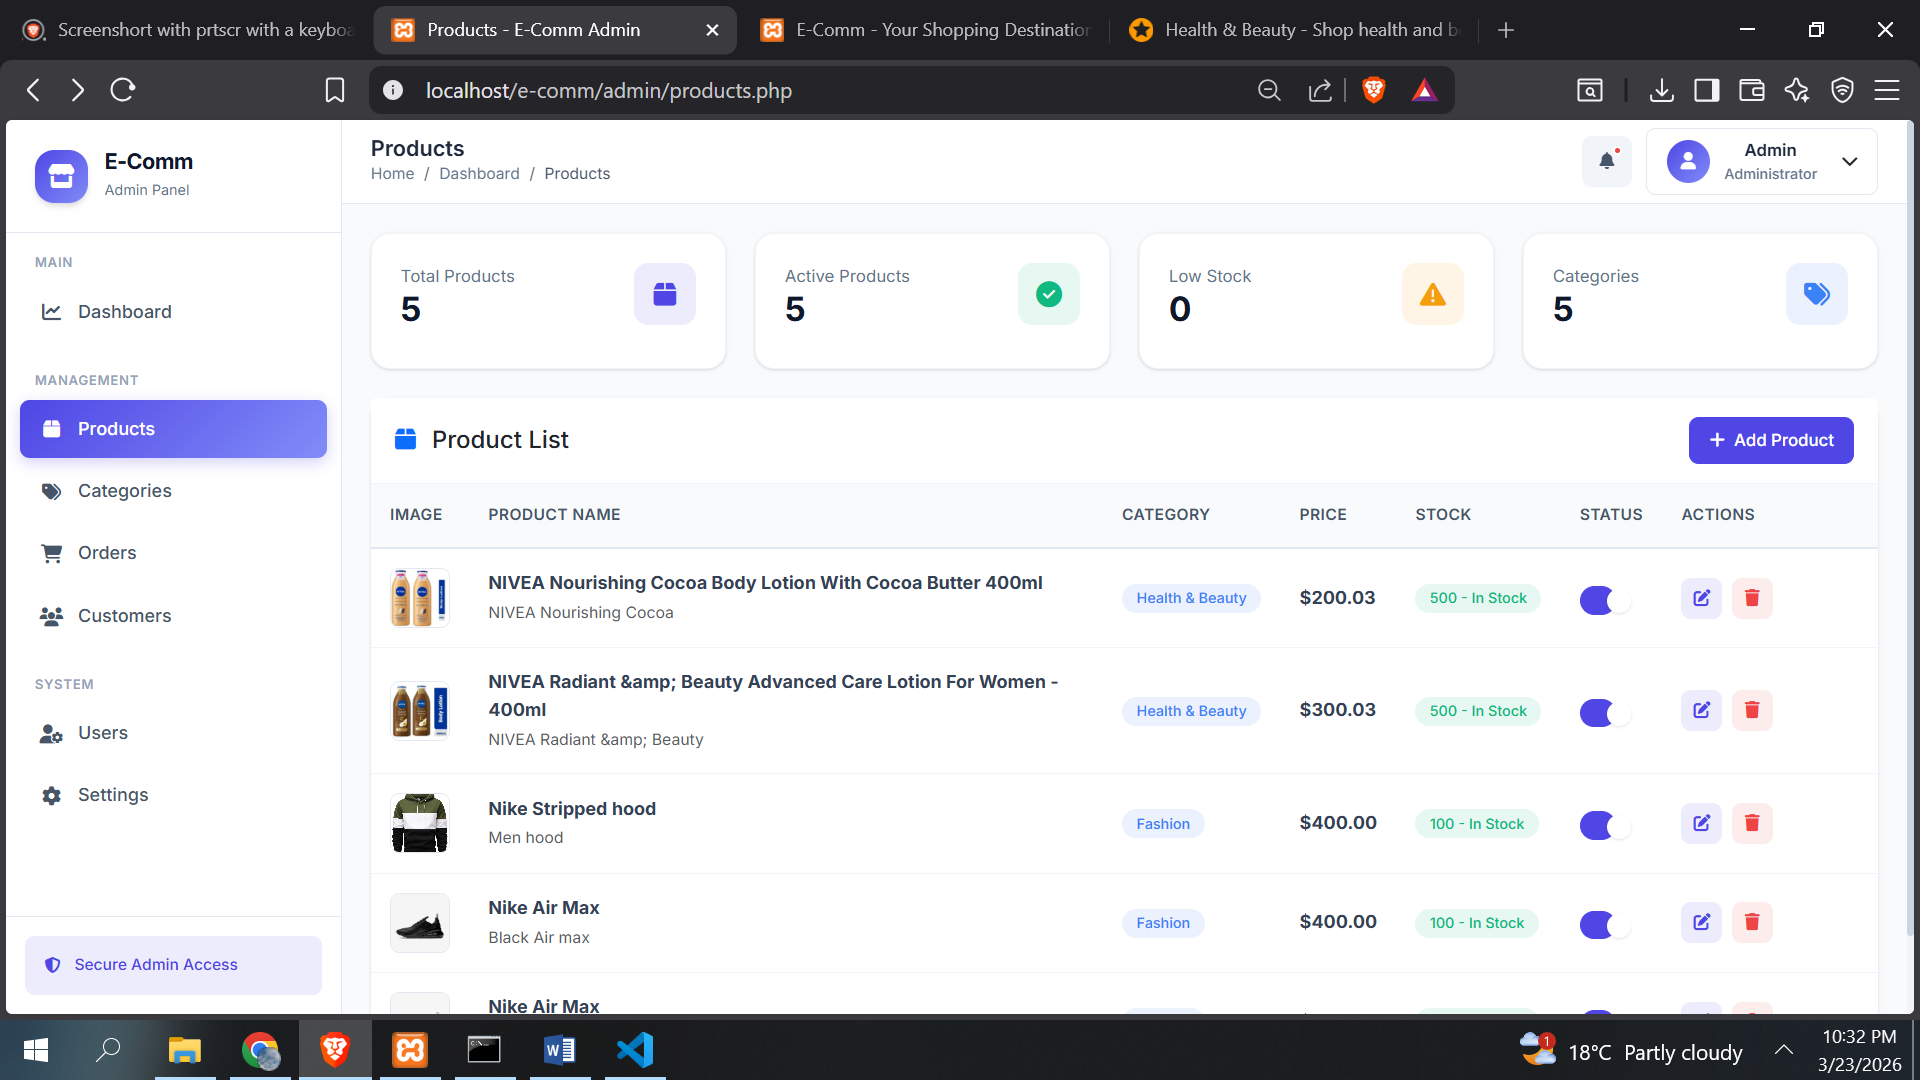 Screenshort with prtscr with a keyboa
Products - E-Comm Admin
E-Comm - Your Shopping Destination
Health & Beauty - Shop health and b
localhost/e-comm/admin/products.php
E-Comm
Admin Panel
MAIN
Dashboard
MANAGEMENT
Products
Categories
Orders
Customers
SYSTEM
Users
Settings
Secure Admin Access
Products
Home / Dashboard / Products
Admin
Administrator
Total Products
5
Active Products
5
Low Stock
0
Categories
5
Product List
+ Add Product
IMAGE PRODUCT NAME CATEGORY PRICE STOCK STATUS ACTIONS
NIVEA Nourishing Cocoa Body Lotion With Cocoa Butter 400ml
NIVEA Nourishing Cocoa
Health & Beauty
$200.03
500 - In Stock
NIVEA Radiant &amp; Beauty Advanced Care Lotion For Women -
400ml
NIVEA Radiant &amp; Beauty
Health & Beauty
$300.03
500 - In Stock
Nike Stripped hood
Men hood
Fashion
$400.00
100 - In Stock
Nike Air Max
Black Air max
Fashion
$400.00
100 - In Stock
Nike Air Max
1
18°C Partly cloudy
10:32 PM
3/23/2026